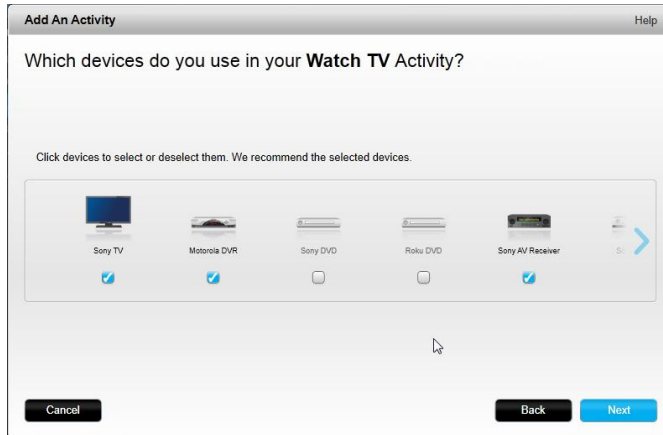 Add An Activity
Help
Which devices do you use in your Watch TV Activity?
Click devices to select or deselect them. We recommend the selected devices.
Sony TV
Motorola DVR
Sony DVD
Roku DVD
Sony AV Receiver
Cancel
Back
Next